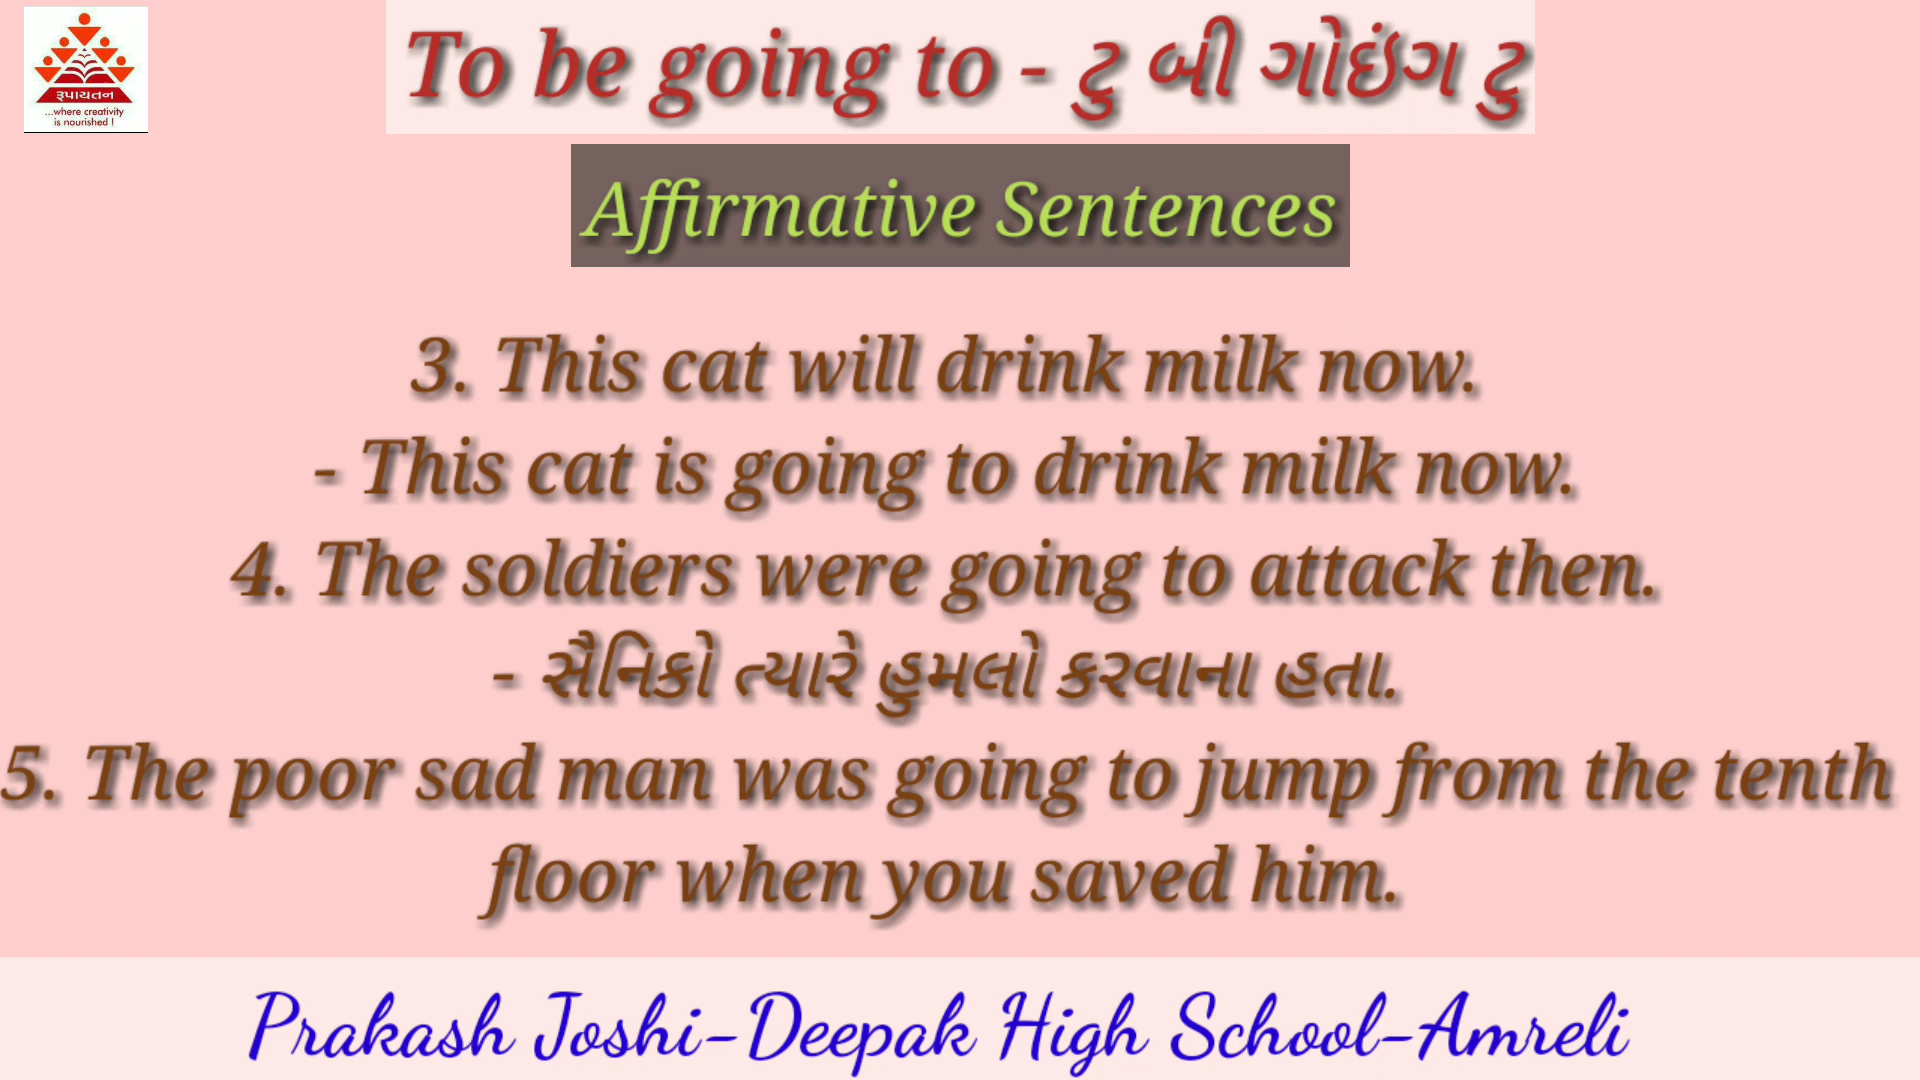 રૂપાયતન
...where creativity
is nourished !
To be going to - ટુ બી ગોઇંગ ટુ
Affirmative Sentences
3. This cat will drink milk now.
- This cat is going to drink milk now.
4. The soldiers were going to attack then.
- સૈનિકો ત્યારે હુમલો કરવાના હતા.
5. The poor sad man was going to jump from the tenth
floor when you saved him.
Prakash Joshi-Deepak High School-Amreli